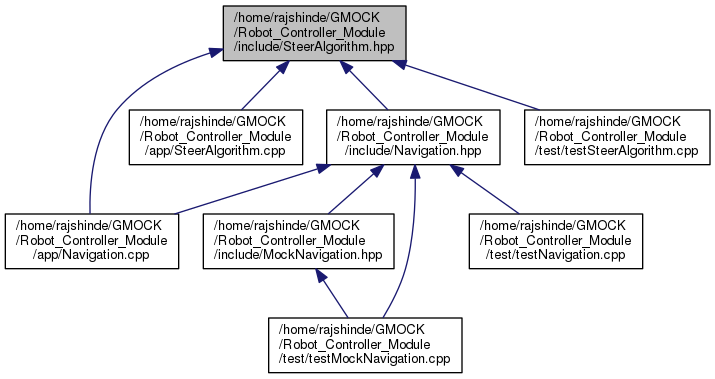 /home/rajshinde/GMOCK
/Robot_Controller_Module
/include/SteerAlgorithm.hpp
/home/rajshinde/GMOCK
/Robot_Controller_Module
/app/SteerAlgorithm.cpp
/home/rajshinde/GMOCK
/Robot_Controller_Module
/include/Navigation.hpp
/home/rajshinde/GMOCK
/Robot_Controller_Module
/test/testSteerAlgorithm.cpp
/home/rajshinde/GMOCK
/Robot_Controller_Module
/app/Navigation.cpp
/home/rajshinde/GMOCK
/Robot_Controller_Module
/include/MockNavigation.hpp
/home/rajshinde/GMOCK
/Robot_Controller_Module
/test/testNavigation.cpp
/home/rajshinde/GMOCK
/Robot_Controller_Module
/test/testMockNavigation.cpp